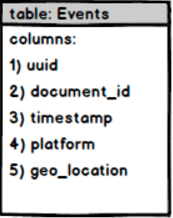 table: Events
columns:
1) uuid
2) document_id
3) timestamp
4) platform
5) geo_location